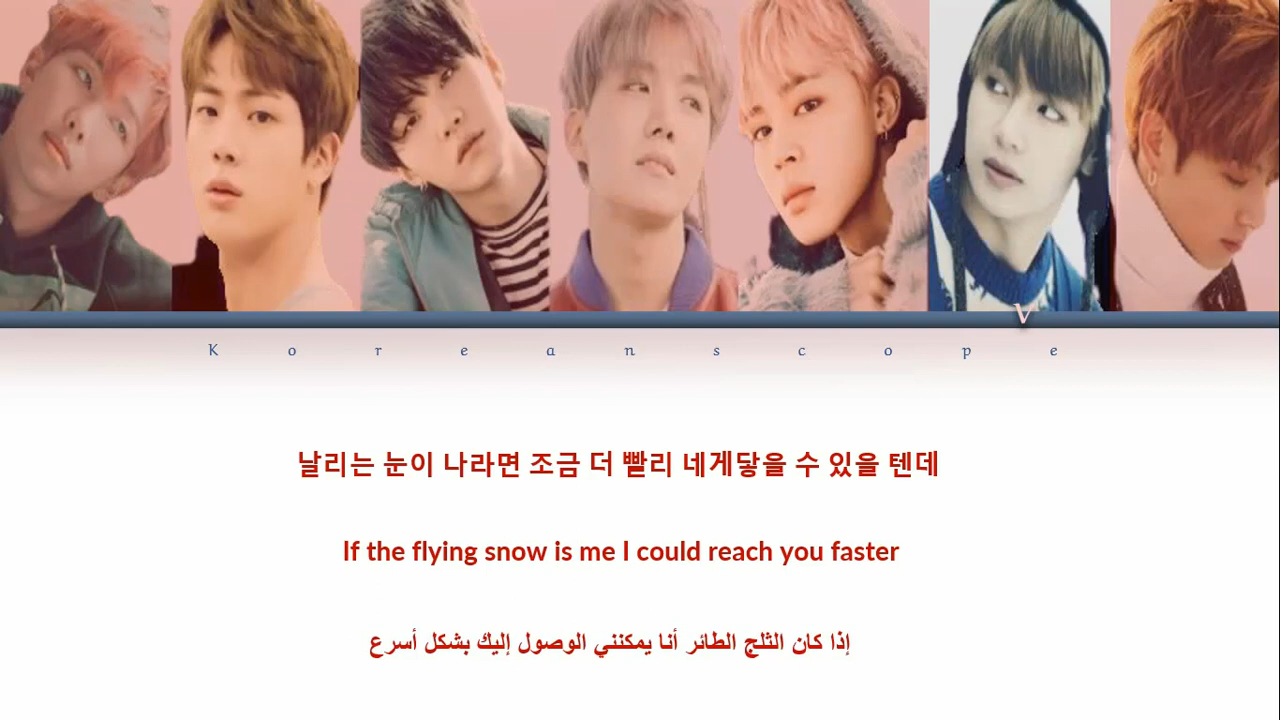 V
Koreanscope
날리는 눈이 나라면 조금 더 빨리 네게닿을 수 있을 텐데
If the flying snow is me I could reach you faster
إذا كان الثلج الطائر أنا يمكنني الوصول إليك بشكل أسرع